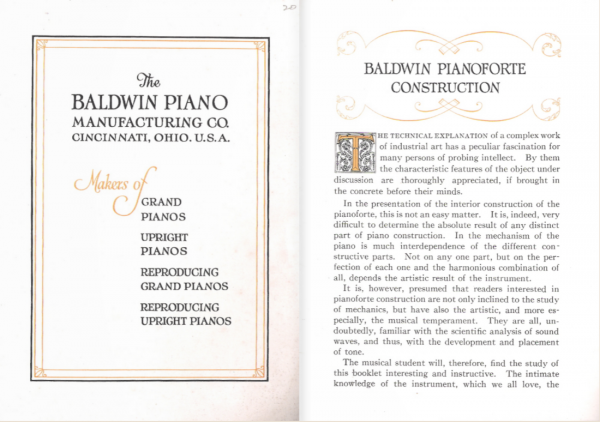 20
The
BALDWIN PIANO
MANUFACTURING CO.
CINCINNATI, OHIO. U.S.A.
Makers of
GRAND
PIANOS
UPRIGHT
PIANOS
REPRODUCING
GRAND PIANOS
REPRODUCING
UPRIGHT PIANOS
BALDWIN PIANOFORTE
CONSTRUCTION
THE TECHNICAL EXPLANATION of a complex work
of industrial art has a peculiar fascination for
many persons of probing intellect. By them
the characteristic features of the object under
discussion are thoroughly appreciated, if brought in
the concrete before their minds.
In the presentation of the interior construction of the
pianoforte, this is not an easy matter. It is, indeed, very
difficult to determine the absolute result of any distinct
part of piano construction. In the mechanism of the
piano is much interdependence of the different con-
structive parts. Not on any one part, but on the per-
fection of each one and the harmonious combination of
all, depends the artistic result of the instrument.
It is, however, presumed that readers interested in
pianoforte construction are not only inclined to the study
of mechanics, but have also the artistic, and more es-
pecially, the musical temperament. They are all, un-
doubtedly, familiar with the scientific analysis of sound
waves, and thus, with the development and placement
of tone.
The musical student will, therefore, find the study of
this booklet interesting and instructive. The intimate
knowledge of the instrument, which we all love, the